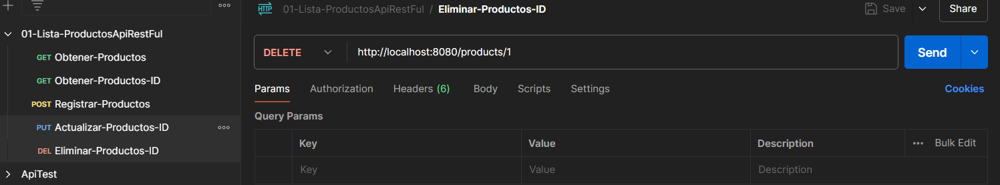 HTTP 01-Lista-ProductosApiRestFul / Eliminar-Productos-ID Save Share
01-Lista-ProductosApiRestFul
GET Obtener-Productos
GET Obtener-Productos-ID
POST Registrar-Productos
PUT Actualizar-Productos-ID
DEL Eliminar-Productos-ID
ApiTest
DELETE http://localhost:8080/products/1 Send
Params Authorization Headers (6) Body Scripts Settings Cookies
Query Params
Key Value Description Bulk Edit
Key Value Description